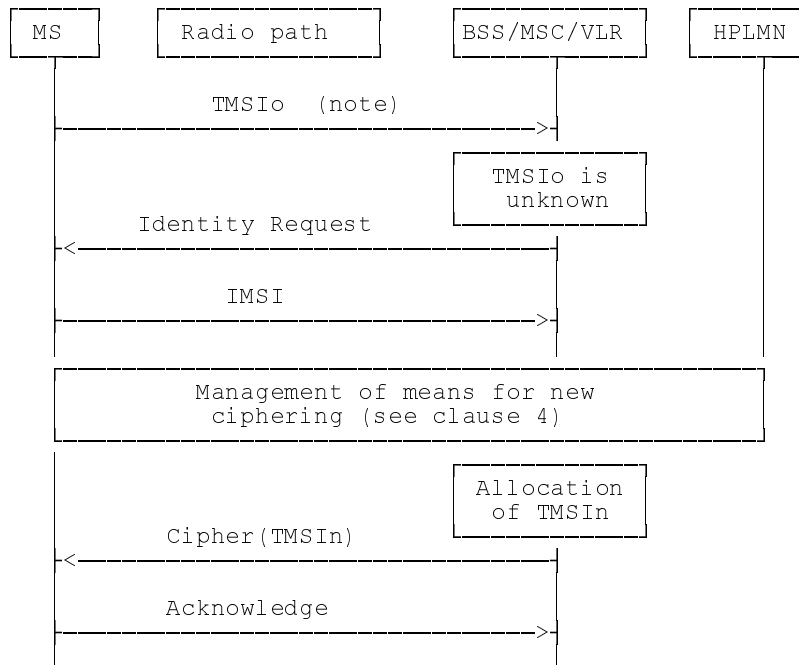 MS Radio path BSS/MSC/VLR HPLMN
TMSIo (note)
TMSIo is
unknown
Identity Request
IMSI
Management of means for new
ciphering (see clause 4)
Allocation
of TMSIn
Cipher(TMSIn)
Acknowledge